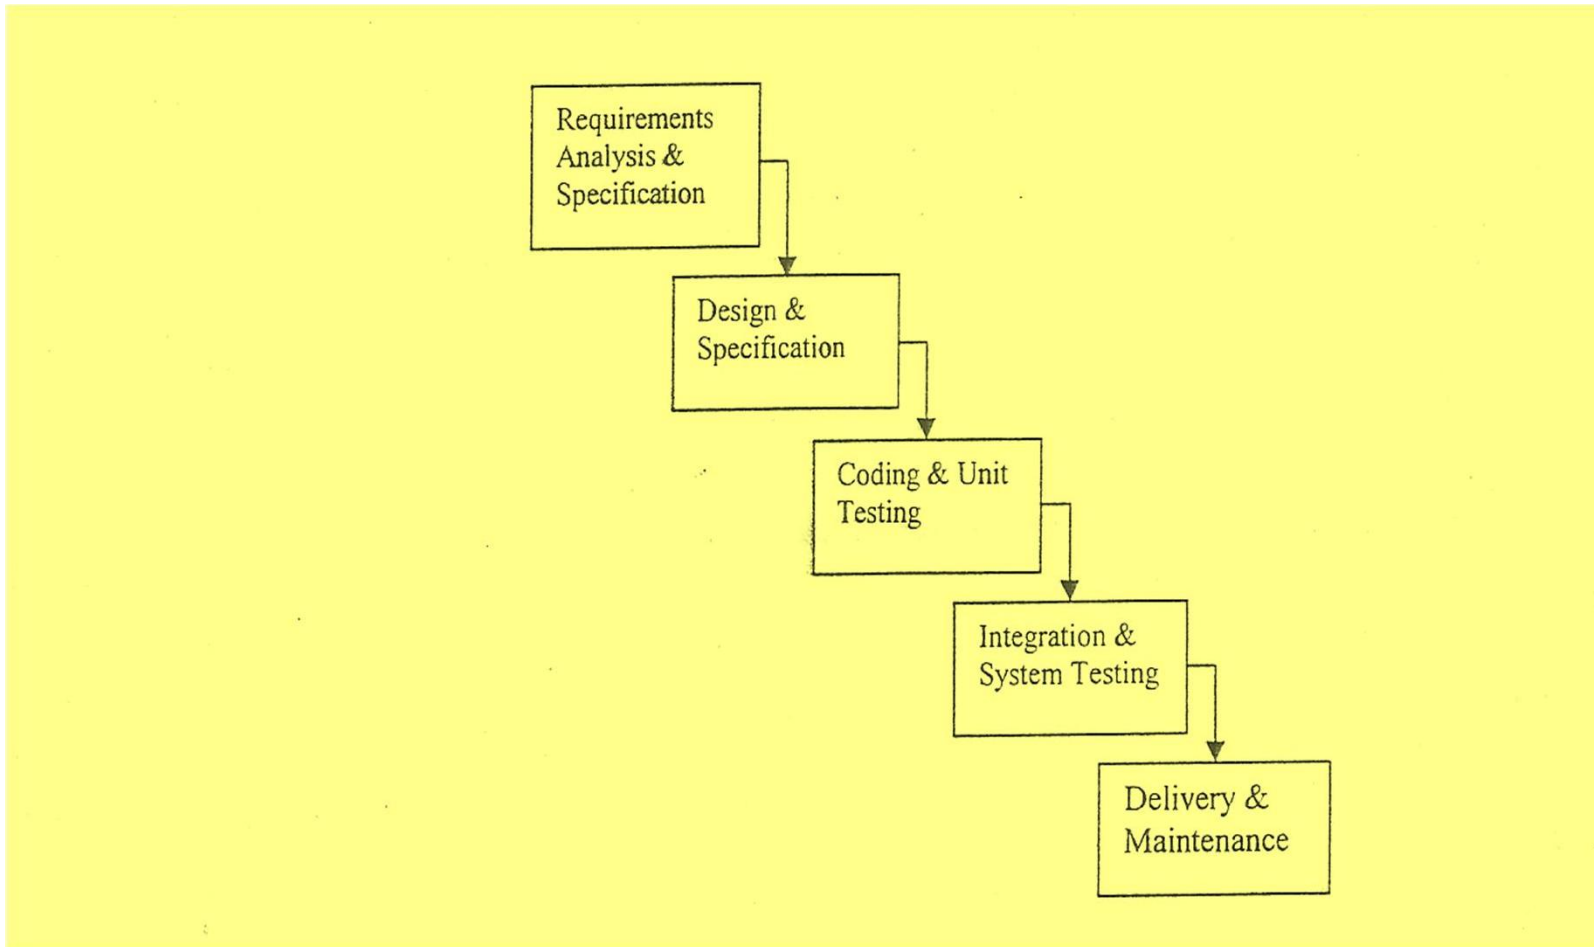 Requirements
Analysis &
Specification
Design &
Specification
Coding & Unit
Testing
Integration &
System Testing
Delivery &
Maintenance